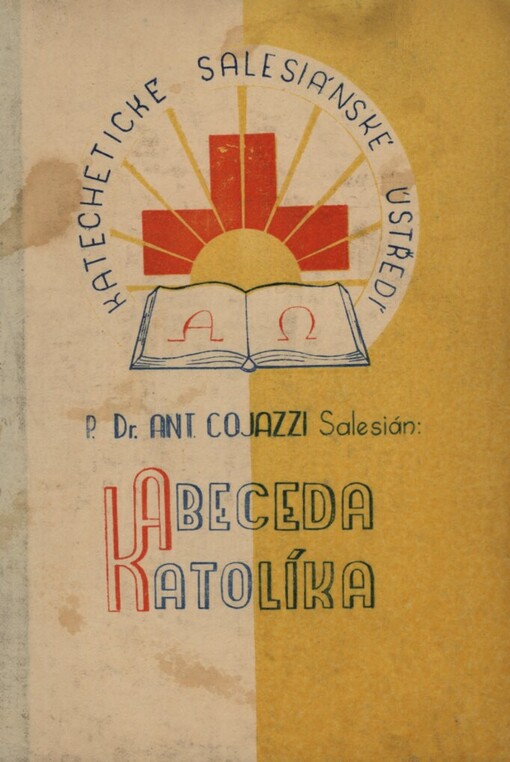 KATECHETICKÉ SALESIÁNSKÉ ÚSTŘEDÍ
A Ω
P. Dr. ANT. COJAZZI Salesián:
ABECEDA
KATOLÍKA